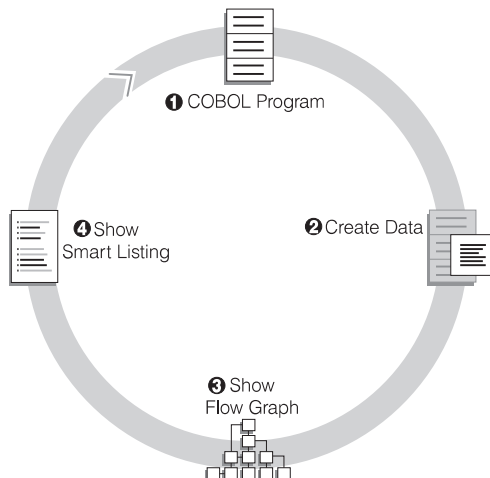 ❶ COBOL Program
❷ Create Data
❸ Show
Flow Graph
❹ Show
Smart Listing